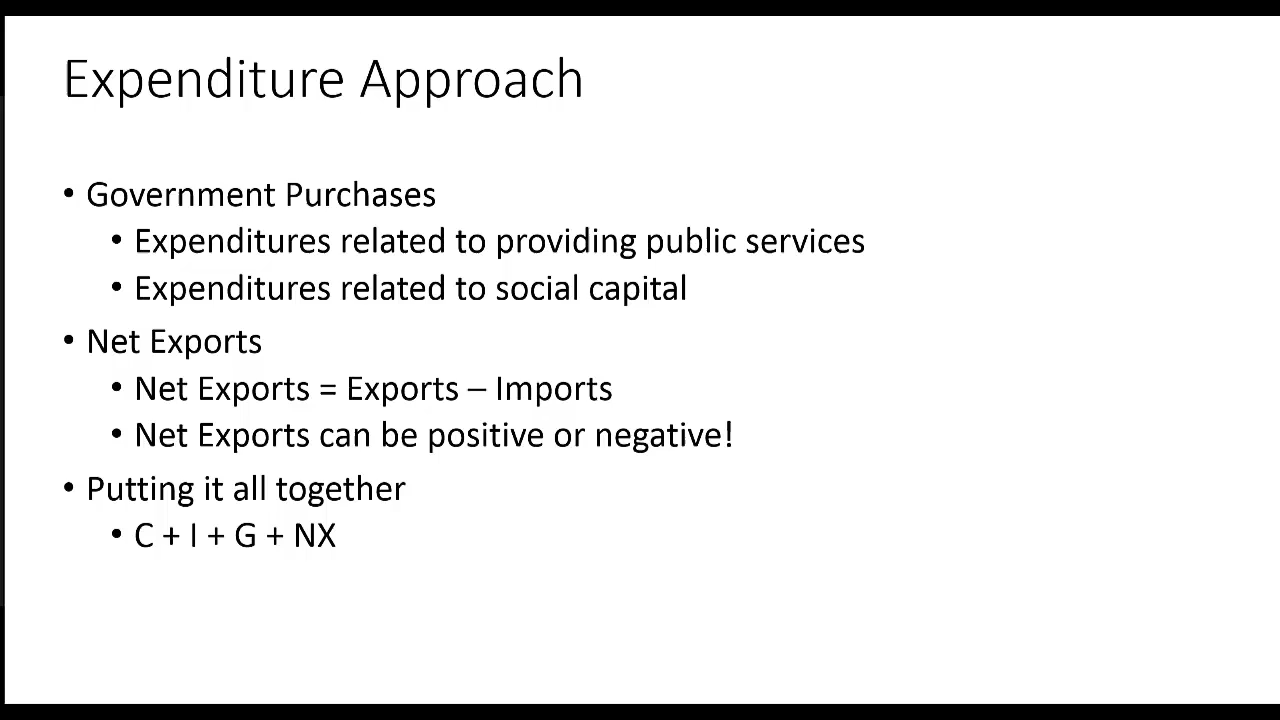 Expenditure Approach
• Government Purchases
• Expenditures related to providing public services
• Expenditures related to social capital
• Net Exports
• Net Exports = Exports – Imports
• Net Exports can be positive or negative!
• Putting it all together
• C + I + G + NX